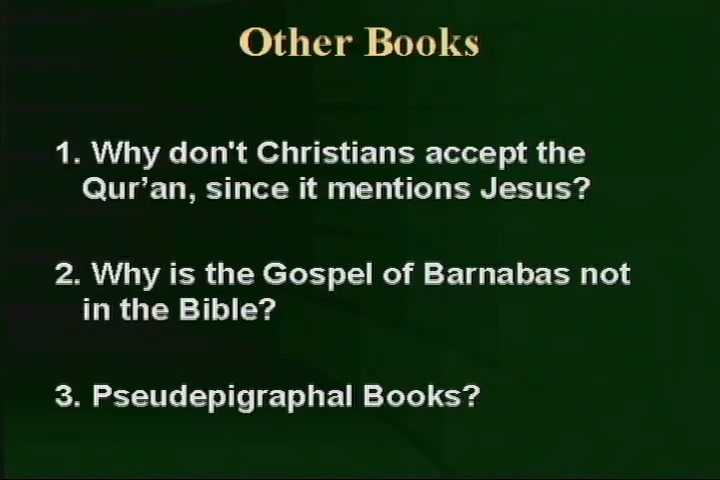 Other Books
1. Why don't Christians accept the
Qur’an, since it mentions Jesus?
2. Why is the Gospel of Barnabas not
in the Bible?
3. Pseudepigraphal Books?